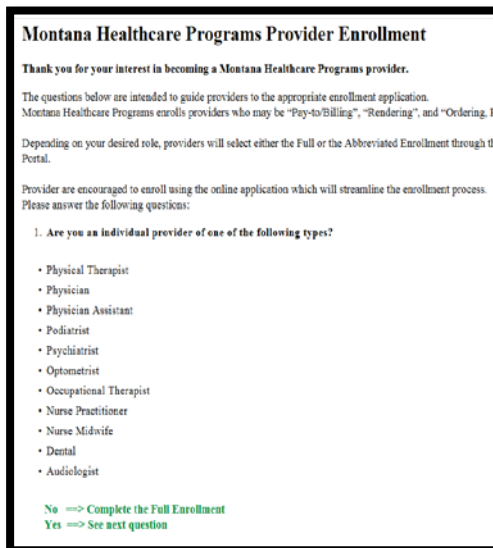 Montana Healthcare Programs Provider Enrollment
Thank you for your interest in becoming a Montana Healthcare Programs provider.
The questions below are intended to guide providers to the appropriate enrollment application.
Montana Healthcare Programs enrolls providers who may be “Pay-to/Billing”, “Rendering”, and “Ordering,
Depending on your desired role, providers will select either the Full or the Abbreviated Enrollment through
Portal.
Provider are encouraged to enroll using the online application which will streamline the enrollment process.
Please answer the following questions:
1. Are you an individual provider of one of the following types?
• Physical Therapist
• Physician
• Physician Assistant
• Podiatrist
• Psychiatrist
• Optometrist
• Occupational Therapist
• Nurse Practitioner
• Nurse Midwife
• Dental
• Audiologist
No ==> Complete the Full Enrollment
Yes ==> See next question